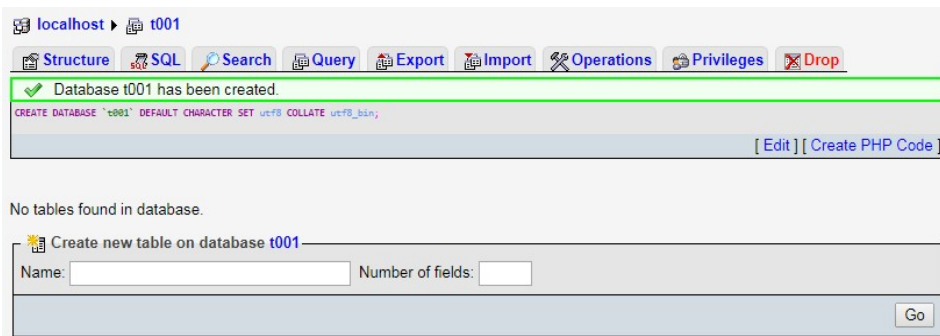 localhost ▸ t001
Structure SQL Search Query Export Import Operations Privileges Drop
Database t001 has been created.
CREATE DATABASE `t001` DEFAULT CHARACTER SET utf8 COLLATE utf8_bin;
[ Edit ] [ Create PHP Code ]
No tables found in database.
Create new table on database t001
Name: Number of fields:
Go